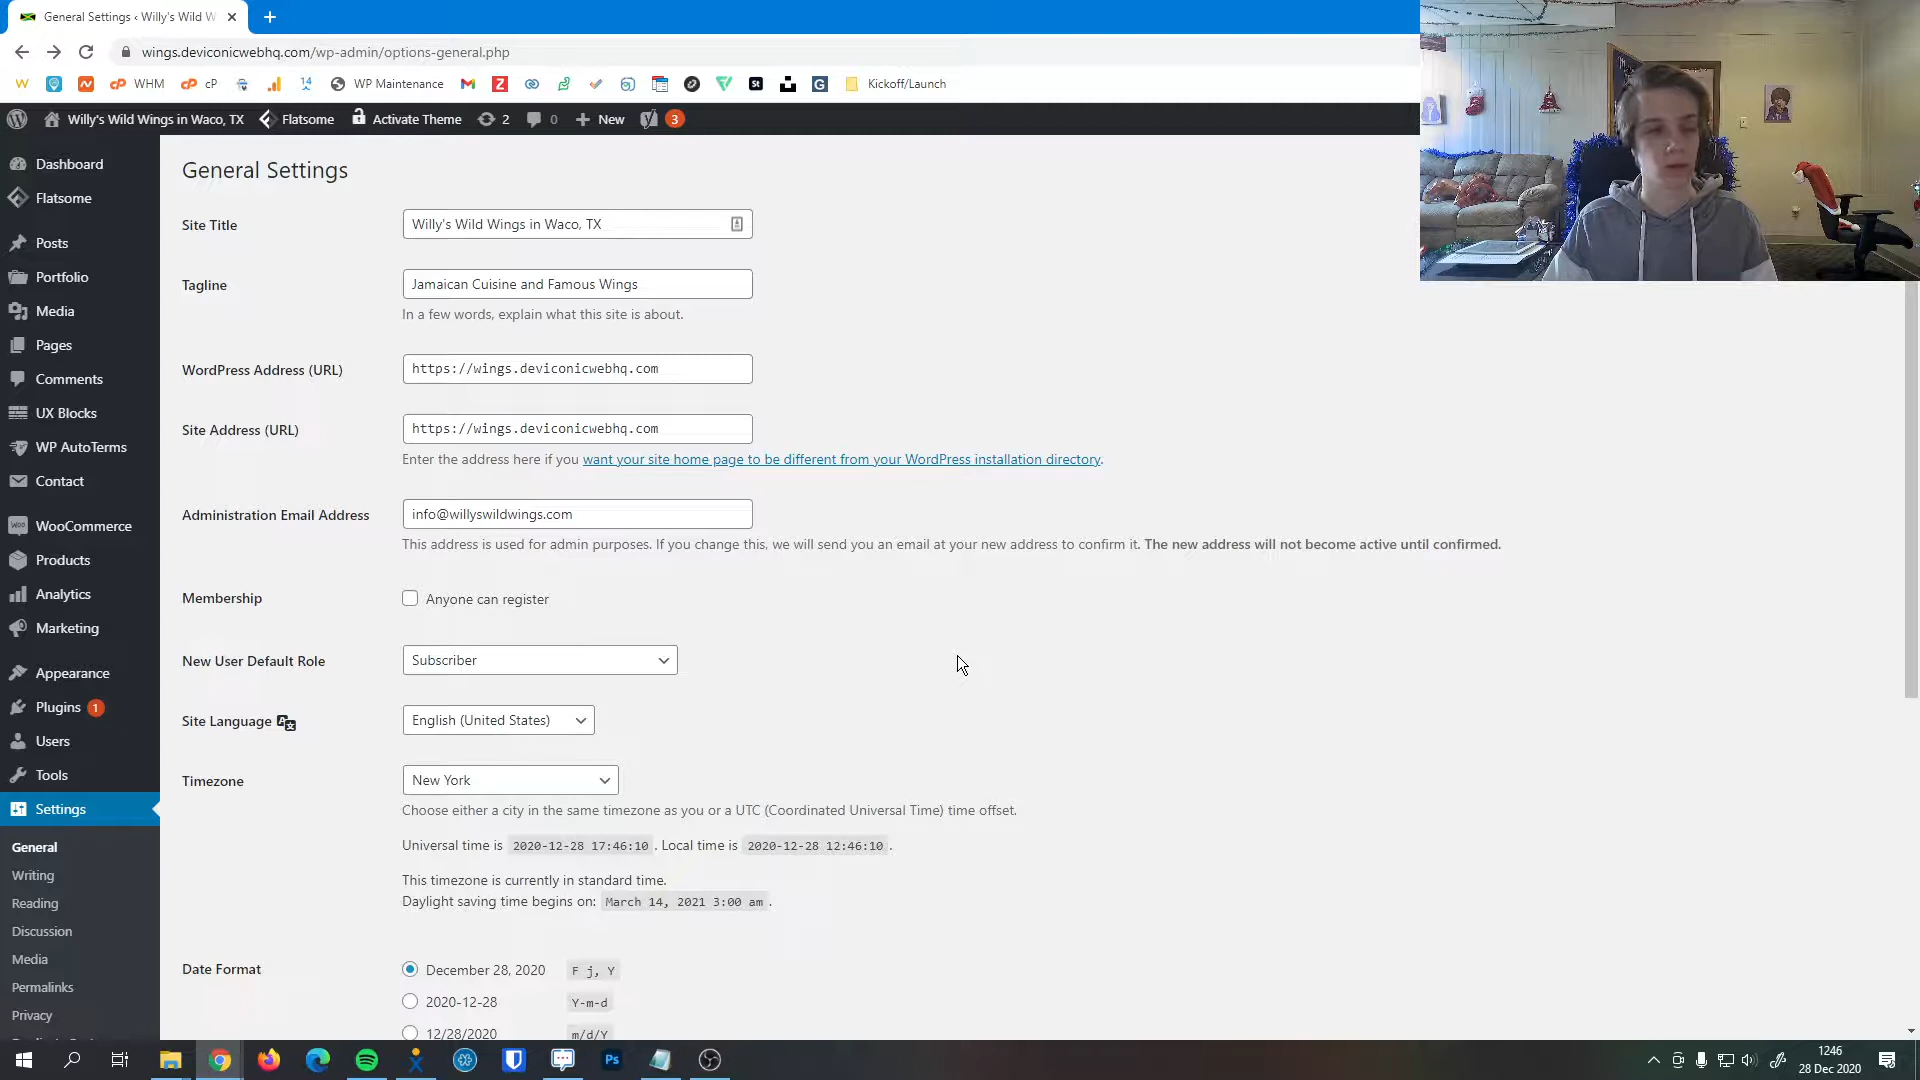 General Settings ‹ Willy's Wild W
wings.deviconicwebhq.com/wp-admin/options-general.php
WHM
cP
14
WP Maintenance
Z
St
G
Kickoff/Launch
Willy's Wild Wings in Waco, TX
Flatsome
Activate Theme
2
0
New
3
Dashboard
Flatsome
Posts
Portfolio
Media
Pages
Comments
UX Blocks
WP AutoTerms
Contact
WooCommerce
Products
Analytics
Marketing
Appearance
Plugins 1
Users
Tools
Settings
General
Writing
Reading
Discussion
Media
Permalinks
Privacy
General Settings
Site Title
Willy's Wild Wings in Waco, TX
Tagline
Jamaican Cuisine and Famous Wings
In a few words, explain what this site is about.
WordPress Address (URL)
https://wings.deviconicwebhq.com
Site Address (URL)
https://wings.deviconicwebhq.com
Enter the address here if you want your site home page to be different from your WordPress installation directory.
Administration Email Address
info@willyswildwings.com
This address is used for admin purposes. If you change this, we will send you an email at your new address to confirm it. The new address will not become active until confirmed.
Membership
Anyone can register
New User Default Role
Subscriber
Site Language
English (United States)
Timezone
New York
Choose either a city in the same timezone as you or a UTC (Coordinated Universal Time) time offset.
Universal time is 2020-12-28 17:46:10 . Local time is 2020-12-28 12:46:10 .
This timezone is currently in standard time.
Daylight saving time begins on: March 14, 2021 3:00 am .
Date Format
December 28, 2020
F j, Y
2020-12-28
Y-m-d
12/28/2020
m/d/Y
Ps
1246
28 Dec 2020